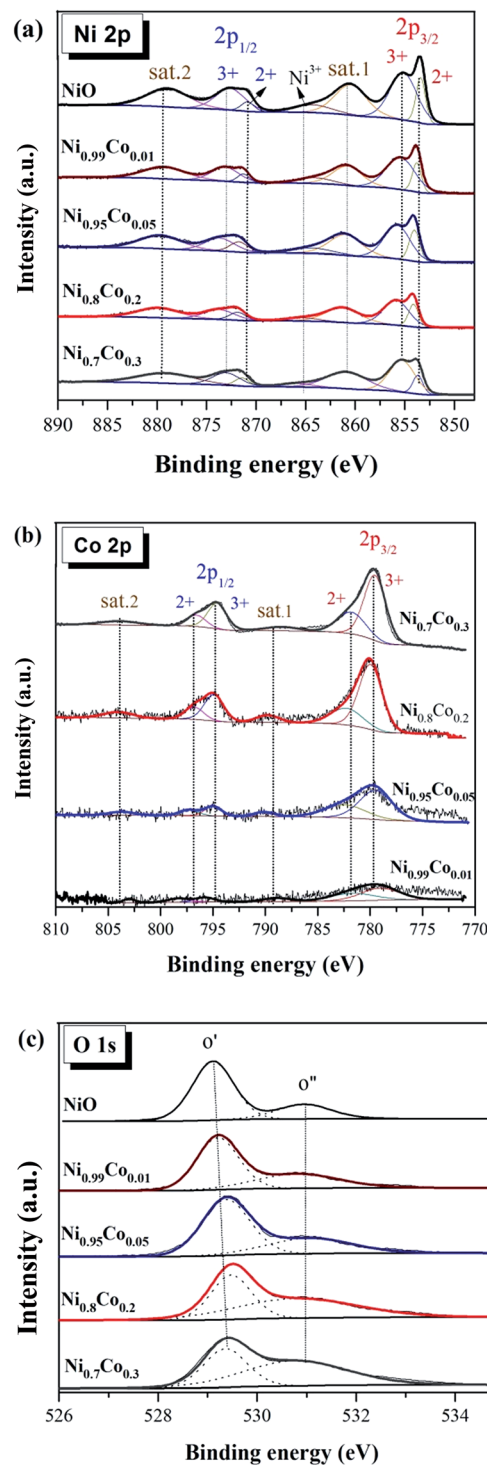 (a)
Ni 2p
2p1/2
2p3/2
sat.2
3+
2+
Ni3+
sat.1
3+
2+
NiO
Ni0.99Co0.01
Ni0.95Co0.05
Ni0.8Co0.2
Ni0.7Co0.3
Intensity (a.u.)
890 885 880 875 870 865 860 855 850
Binding energy (eV)
(b)
Co 2p
2p3/2
2p1/2
sat.2
2+
3+
sat.1
2+
3+
Ni0.7Co0.3
Ni0.8Co0.2
Ni0.95Co0.05
Ni0.99Co0.01
Intensity (a.u.)
810 805 800 795 790 785 780 775 770
Binding energy (eV)
(c)
O 1s
o'
o"
NiO
Ni0.99Co0.01
Ni0.95Co0.05
Ni0.8Co0.2
Ni0.7Co0.3
Intensity (a.u.)
526 528 530 532 534
Binding energy (eV)